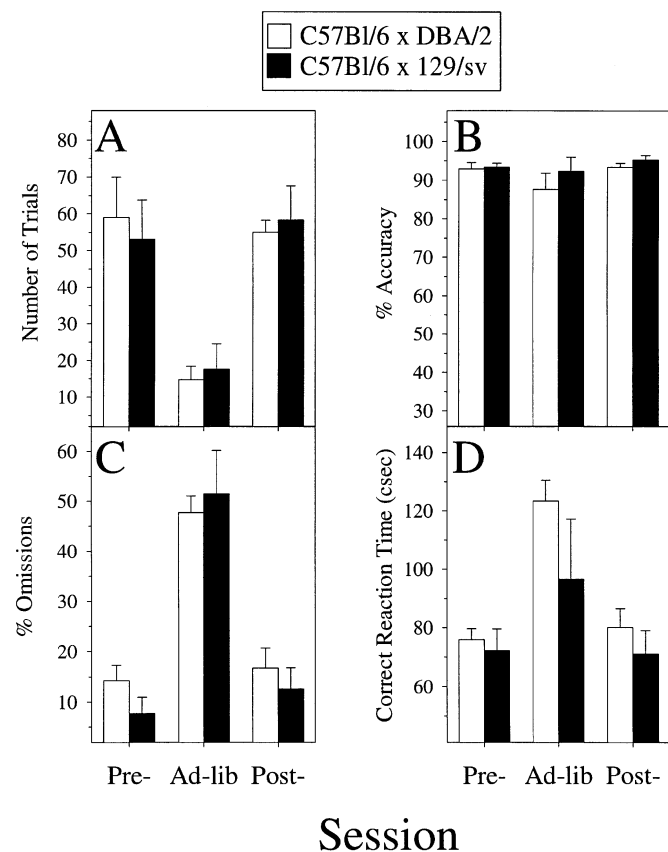 C57Bl/6 x DBA/2
C57Bl/6 x 129/sv
A
Number of Trials
80
70
60
50
40
30
20
10
B
% Accuracy
100
90
80
70
60
50
40
30
C
% Omissions
60
50
40
30
20
10
D
Correct Reaction Time (csec)
140
120
100
80
60
Pre- Ad-lib Post-
Pre- Ad-lib Post-
Session